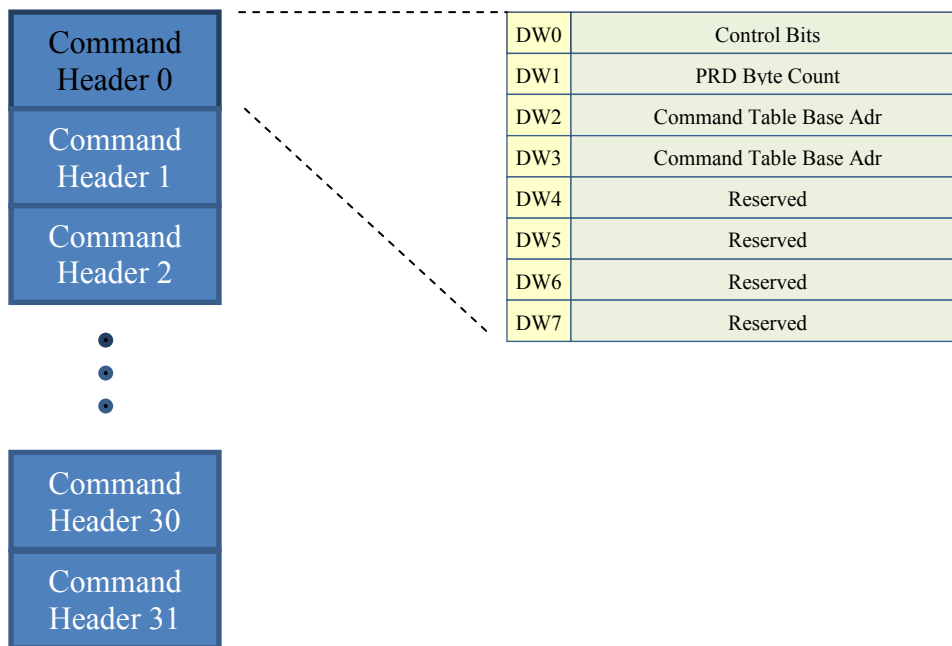 Command
Header 0
Command
Header 1
Command
Header 2
Command
Header 30
Command
Header 31
DW0 Control Bits
DW1 PRD Byte Count
DW2 Command Table Base Adr
DW3 Command Table Base Adr
DW4 Reserved
DW5 Reserved
DW6 Reserved
DW7 Reserved